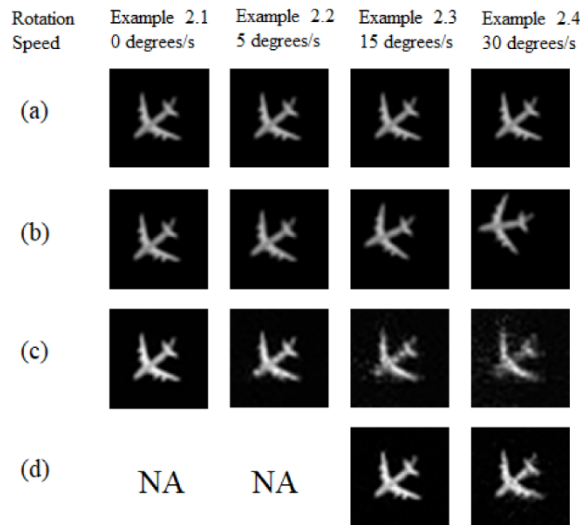 Rotation Speed
Example 2.1
0 degrees/s
Example 2.2
5 degrees/s
Example 2.3
15 degrees/s
Example 2.4
30 degrees/s
(a)
(b)
(c)
(d)
NA
NA